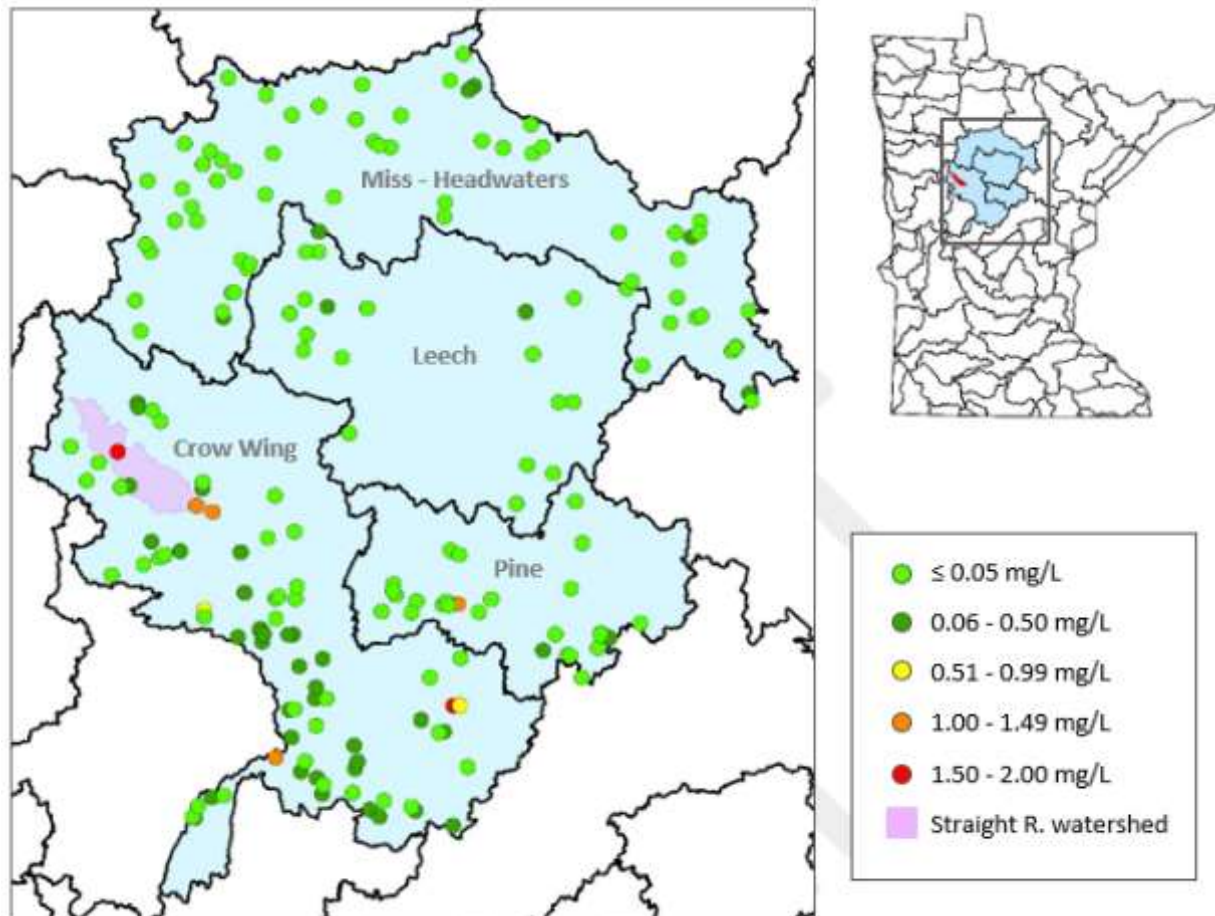 Miss - Headwaters
Leech
Crow Wing
Pine
≤ 0.05 mg/L
0.06 - 0.50 mg/L
0.51 - 0.99 mg/L
1.00 - 1.49 mg/L
1.50 - 2.00 mg/L
Straight R. watershed